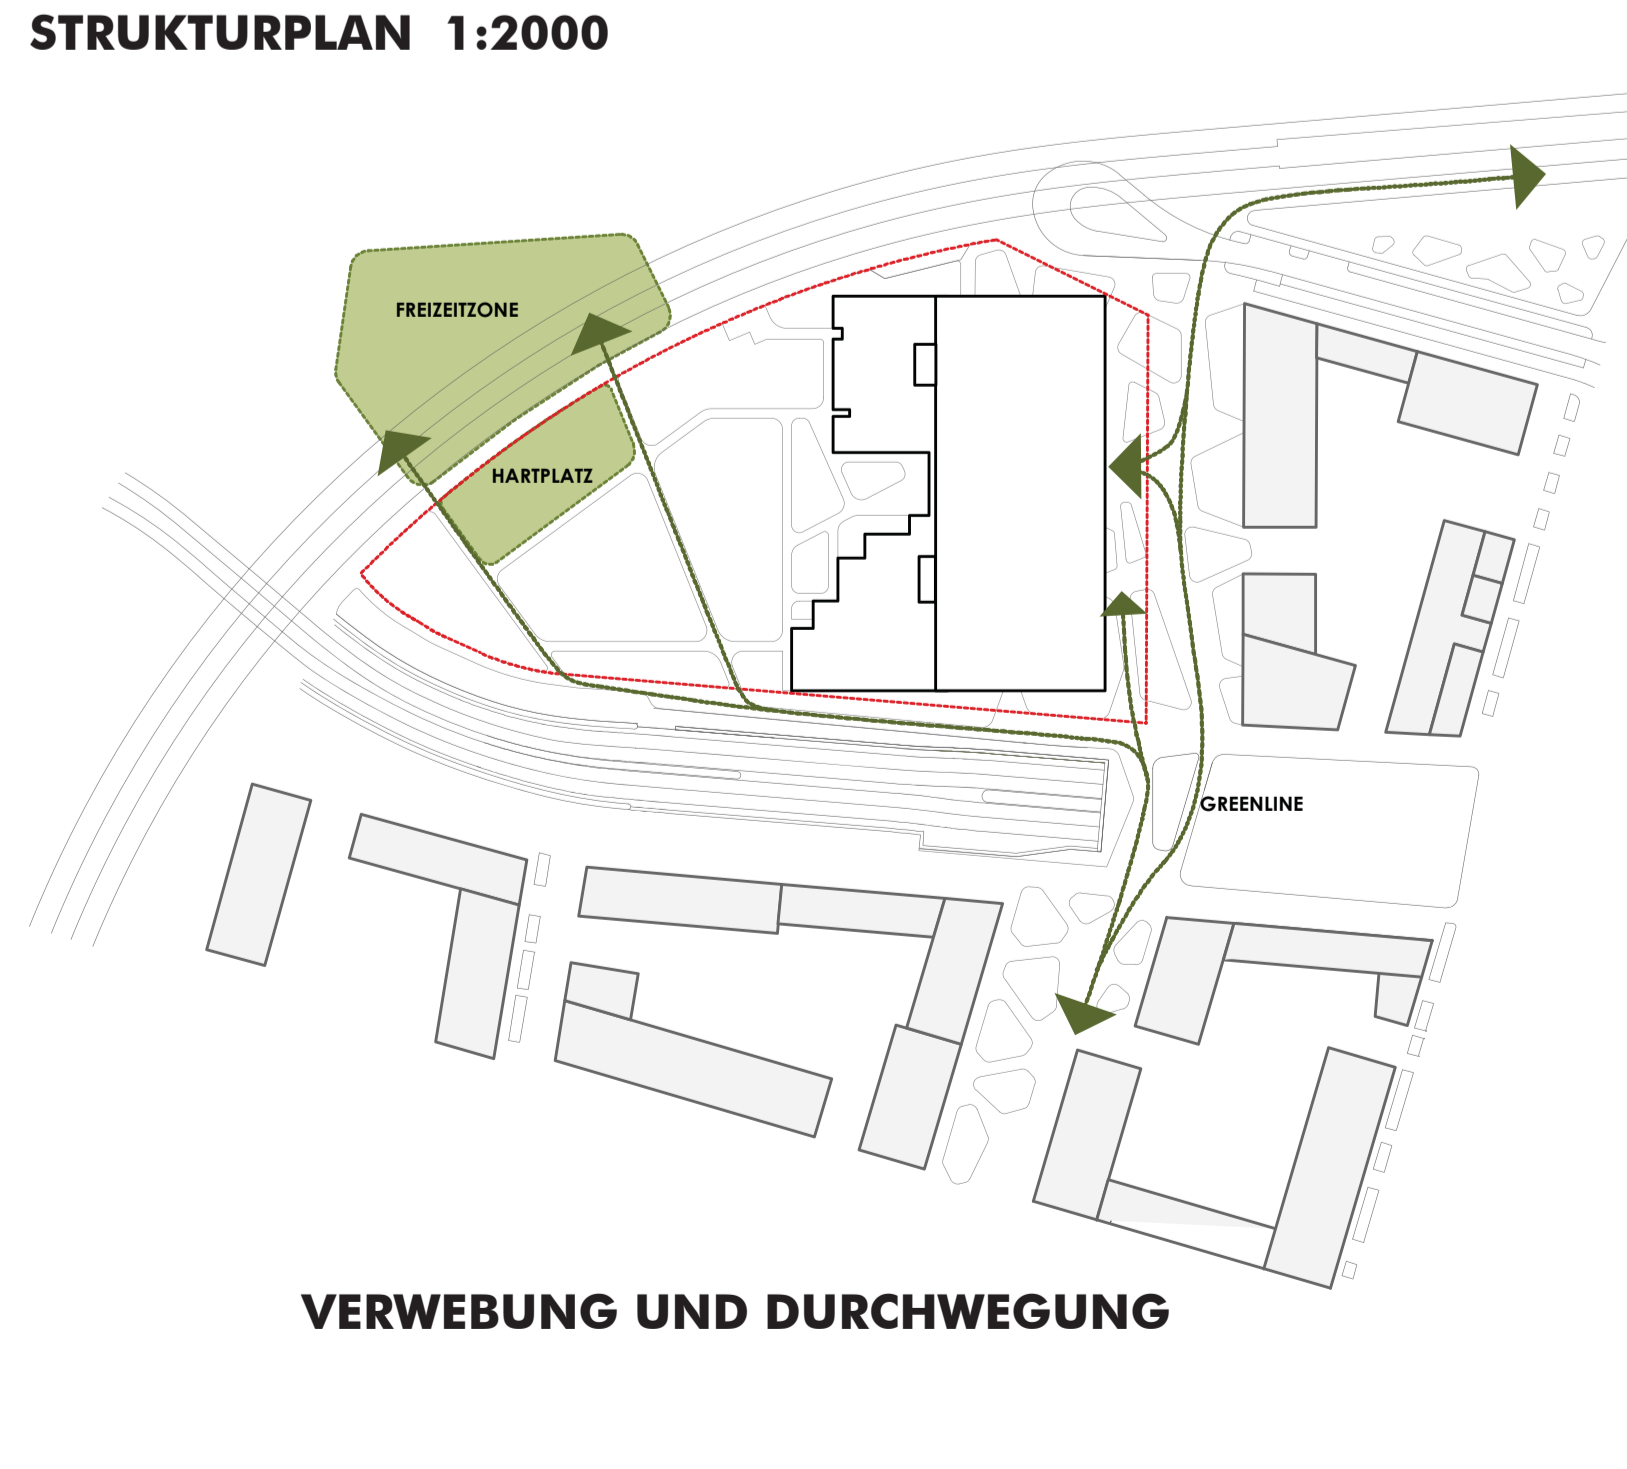 STRUKTURPLAN 1:2000
FREIZEITZONE
HARTPLATZ
GREENLINE
VERWEBUNG UND DURCHWEGUNG